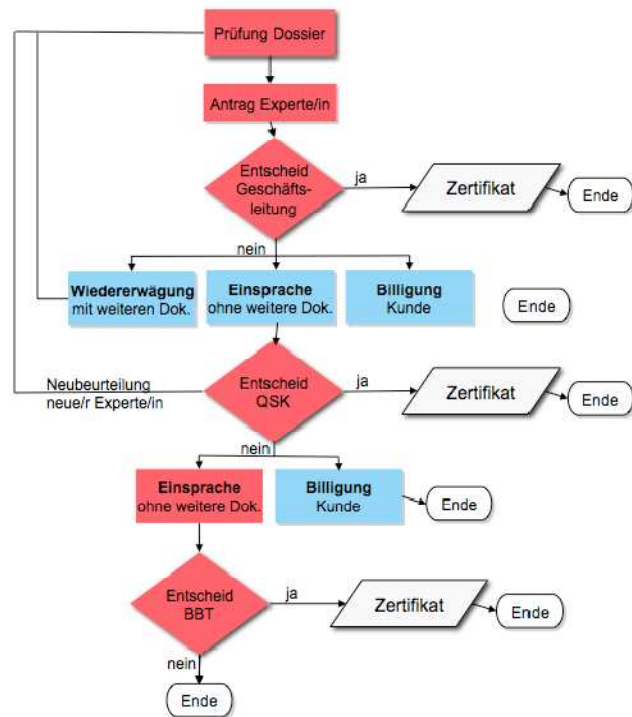 Prüfung Dossier
Antrag Experte/in
Entscheid
Geschäfts-
leitung
ja
Zertifikat
Ende
nein
Wiedererwägung
mit weiteren Dok.
Einsprache
ohne weitere Dok.
Billigung
Kunde
Ende
Neubeurteilung
neue/r Experte/in
Entscheid
QSK
ja
Zertifikat
Ende
nein
Einsprache
ohne weitere Dok.
Billigung
Kunde
Ende
Entscheid
BBT
ja
Zertifikat
Ende
nein
Ende